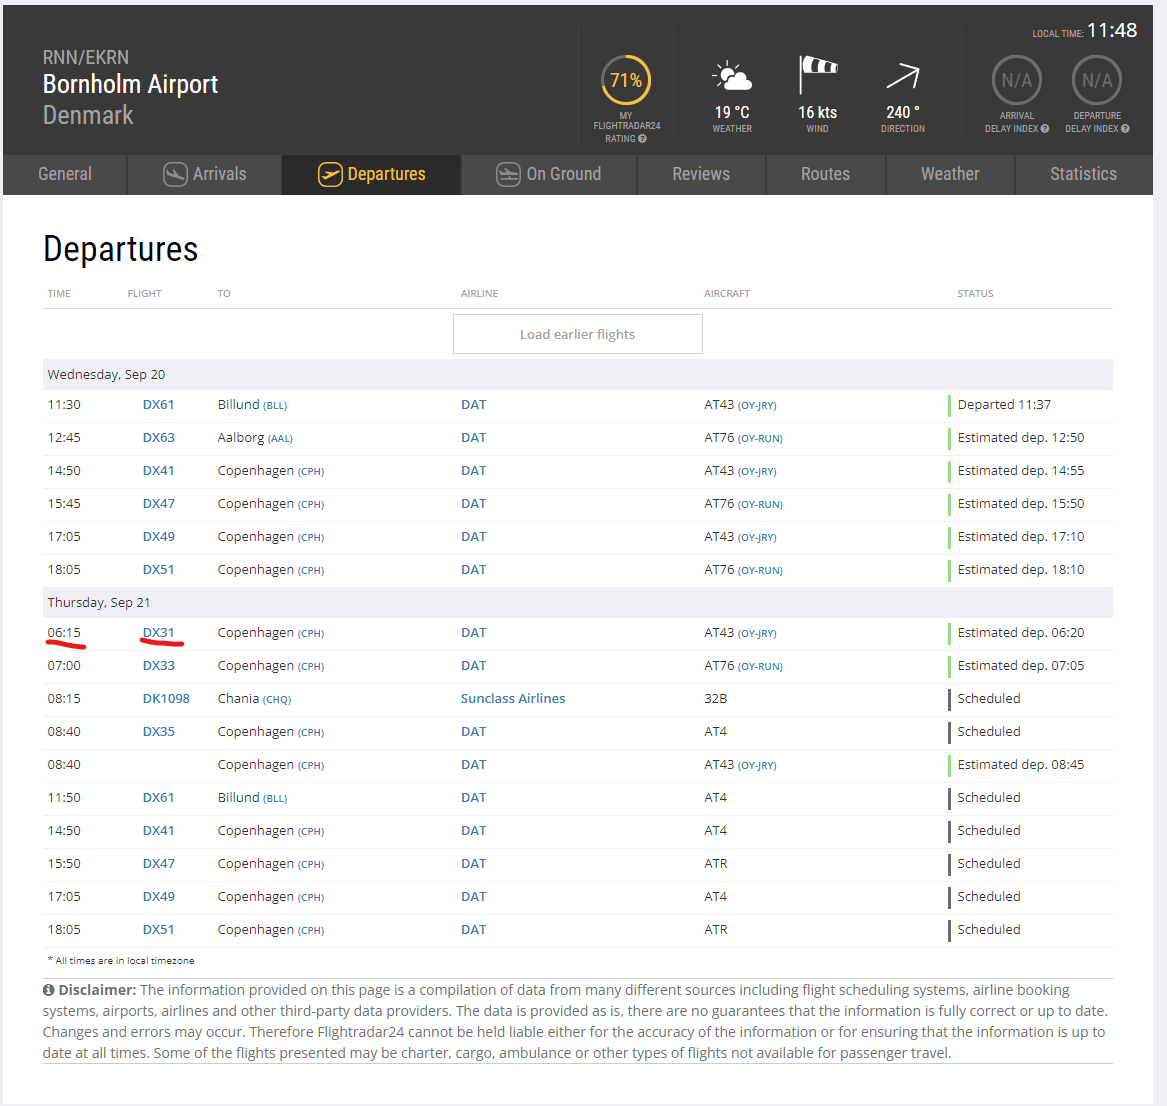 LOCAL TIME: 11:48
RNN/EKRN
Bornholm Airport
Denmark
71%
MY
FLIGHTRADAR24
RATING ?
19 °C
WEATHER
16 kts
WIND
240 °
DIRECTION
N/A
ARRIVAL
DELAY INDEX ?
N/A
DEPARTURE
DELAY INDEX ?
General Arrivals Departures On Ground Reviews Routes Weather Statistics
Departures
TIME FLIGHT TO AIRLINE AIRCRAFT STATUS
Load earlier flights
Wednesday, Sep 20
11:30 DX61 Billund (BLL) DAT AT43 (OY-JRY) Departed 11:37
12:45 DX63 Aalborg (AAL) DAT AT76 (OY-RUN) Estimated dep. 12:50
14:50 DX41 Copenhagen (CPH) DAT AT43 (OY-JRY) Estimated dep. 14:55
15:45 DX47 Copenhagen (CPH) DAT AT76 (OY-RUN) Estimated dep. 15:50
17:05 DX49 Copenhagen (CPH) DAT AT43 (OY-JRY) Estimated dep. 17:10
18:05 DX51 Copenhagen (CPH) DAT AT76 (OY-RUN) Estimated dep. 18:10
Thursday, Sep 21
06:15 DX31 Copenhagen (CPH) DAT AT43 (OY-JRY) Estimated dep. 06:20
07:00 DX33 Copenhagen (CPH) DAT AT76 (OY-RUN) Estimated dep. 07:05
08:15 DK1098 Chania (CHQ) Sunclass Airlines 32B Scheduled
08:40 DX35 Copenhagen (CPH) DAT AT4 Scheduled
08:40 Copenhagen (CPH) DAT AT43 (OY-JRY) Estimated dep. 08:45
11:50 DX61 Billund (BLL) DAT AT4 Scheduled
14:50 DX41 Copenhagen (CPH) DAT AT4 Scheduled
15:50 DX47 Copenhagen (CPH) DAT ATR Scheduled
17:05 DX49 Copenhagen (CPH) DAT AT4 Scheduled
18:05 DX51 Copenhagen (CPH) DAT ATR Scheduled
* All times are in local timezone
Disclaimer: The information provided on this page is a compilation of data from many different sources including flight scheduling systems, airline booking
systems, airports, airlines and other third-party data providers. The data is provided as is, there are no guarantees that the information is fully correct or up to date.
Changes and errors may occur. Therefore Flightradar24 cannot be held liable either for the accuracy of the information or for ensuring that the information is up to
date at all times. Some of the flights presented may be charter, cargo, ambulance or other types of flights not available for passenger travel.